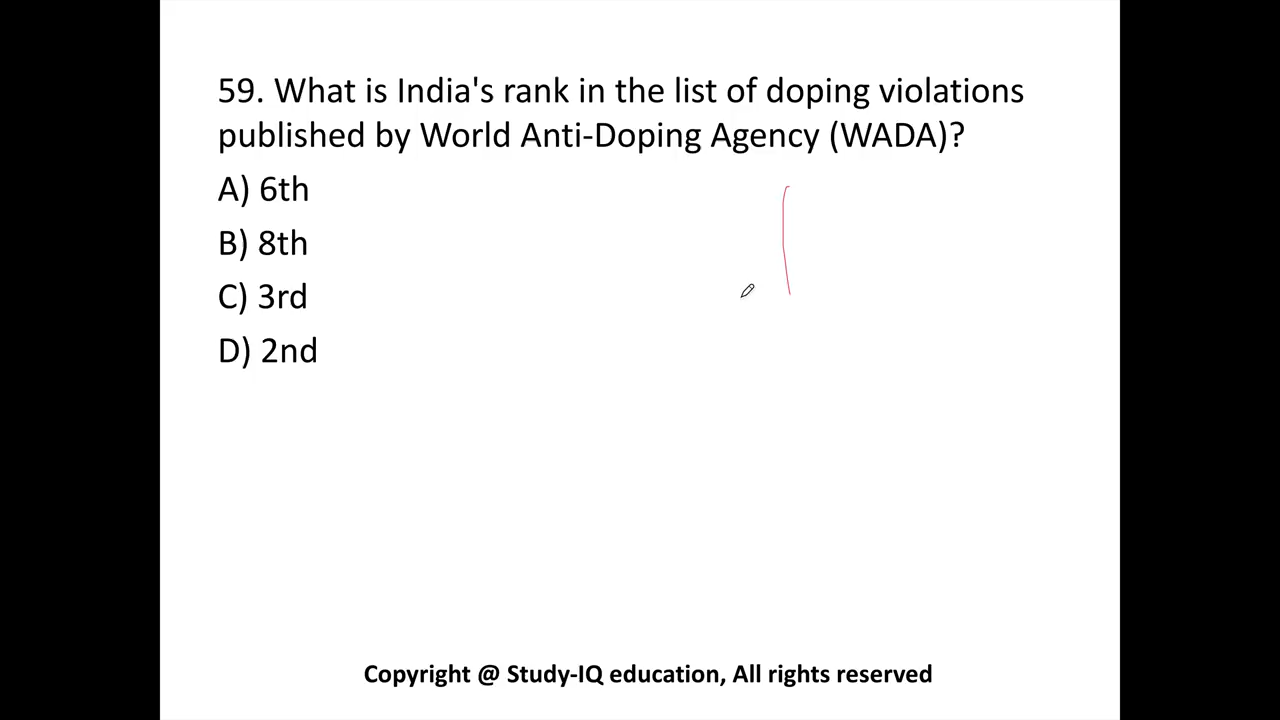 59. What is India's rank in the list of doping violations
published by World Anti-Doping Agency (WADA)?
A) 6th
B) 8th
C) 3rd
D) 2nd
Copyright @ Study-IQ education, All rights reserved